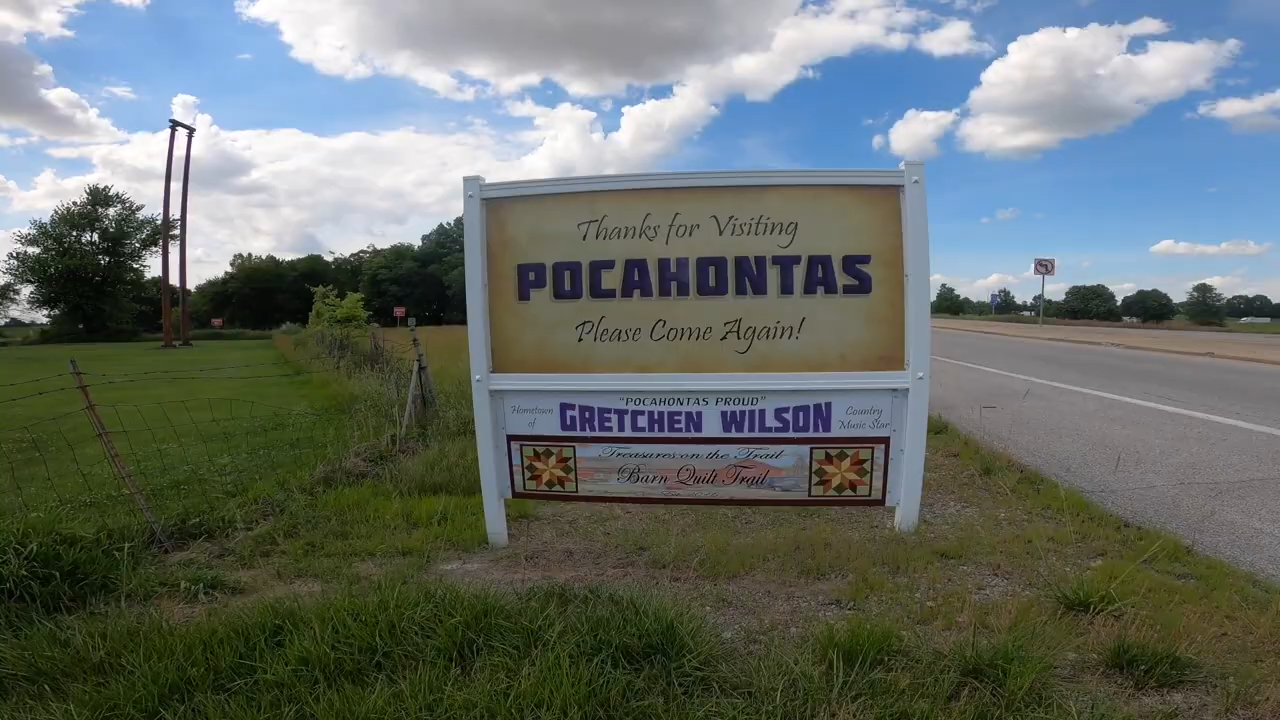 Thanks for Visiting
POCAHONTAS
Please Come Again!
"POCAHONTAS PROUD"
Hometown of GRETCHEN WILSON Country Music Star
Treasures on the Trail
Barn Quilt Trail